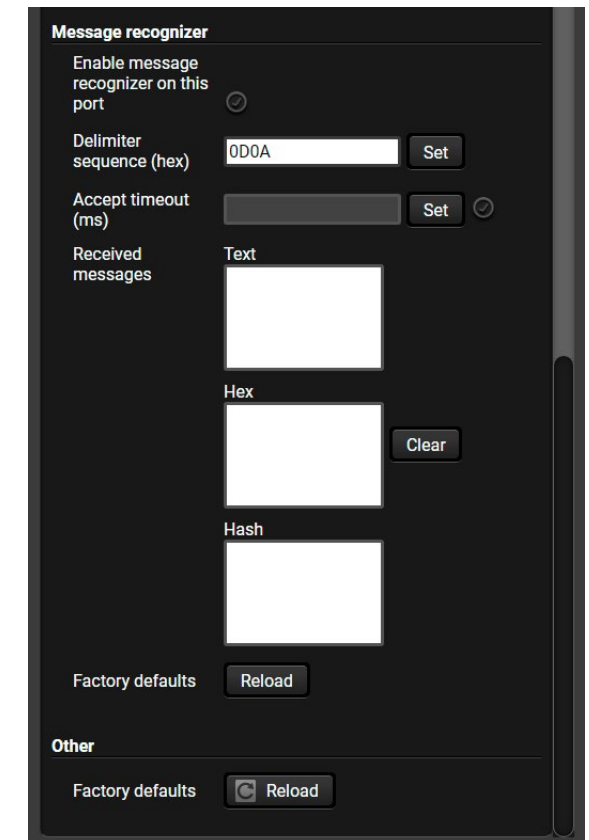 Message recognizer
Enable message
recognizer on this
port
Delimiter
sequence (hex)
0D0A
Set
Accept timeout
(ms)
Set
Received
messages
Text
Hex
Clear
Hash
Factory defaults
Reload
Other
Factory defaults
Reload